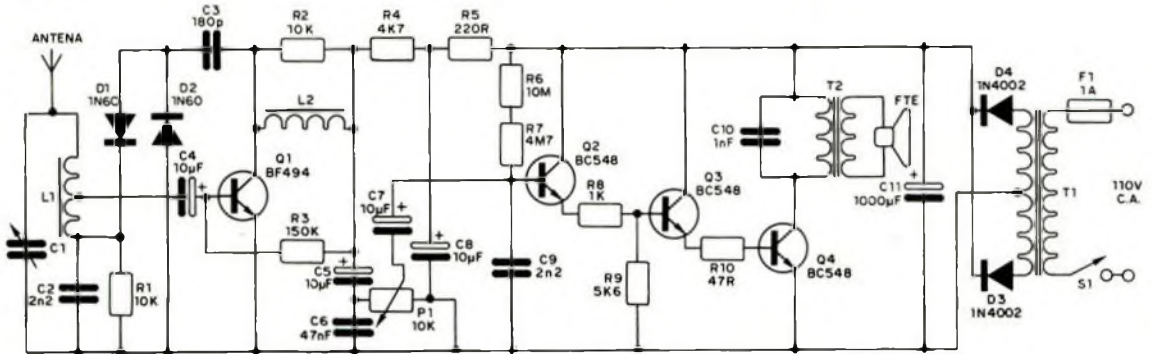 ANTENA
C3
180p
R2
10K
R4
4K7
R5
220R
D1
1N60
D2
1N60
L2
R6
10M
R7
4M7
T2
FTE
D4
1N4002
F1
1A
C4
10µF
+
Q1
BF494
L1
C7
10µF
+
Q2
BC548
R8
1K
C10
1nF
Q3
BC548
+
C11
1000µF
T1
110V
C.A.
C1
R3
150K
+
C8
10µF
C2
2n2
R1
10K
+
C5
10µF
P1
10K
C6
47nF
C9
2n2
R9
5K6
R10
47R
Q4
BC548
D3
1N4002
S1